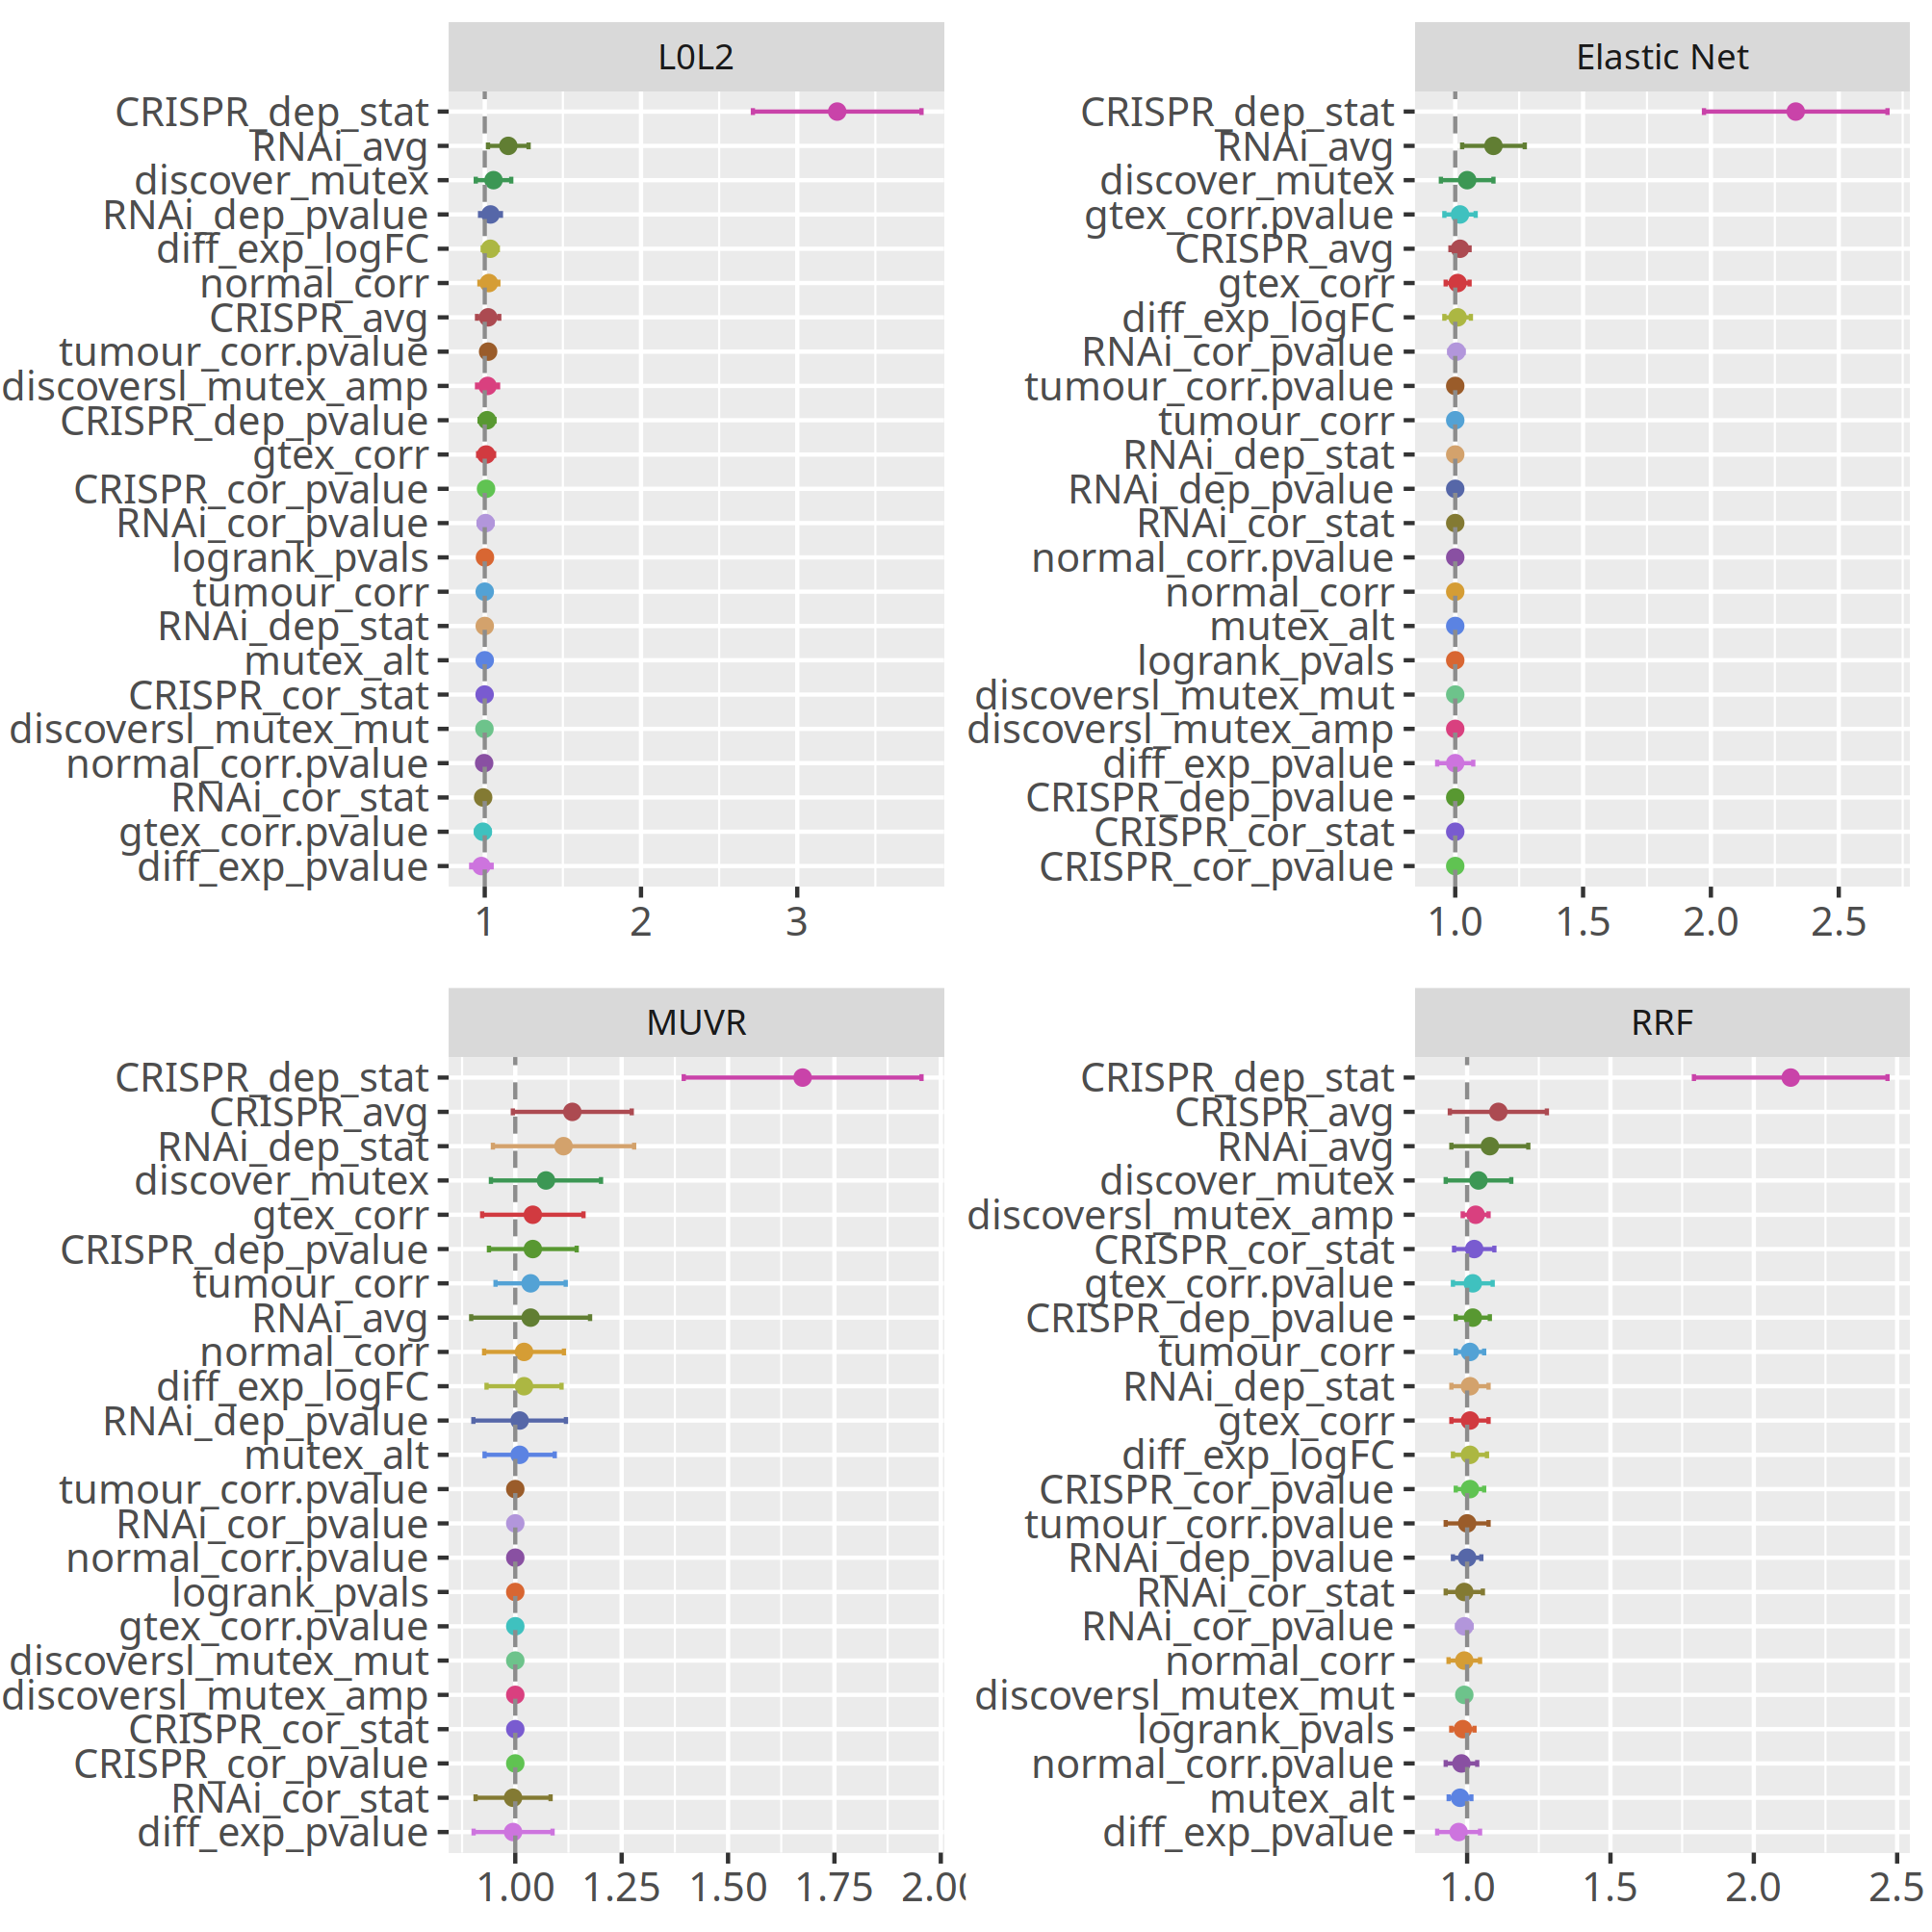 L0L2
CRISPR_dep_stat
RNAi_avg
discover_mutex
RNAi_dep_pvalue
diff_exp_logFC
normal_corr
CRISPR_avg
tumour_corr.pvalue
discoversl_mutex_amp
CRISPR_dep_pvalue
gtex_corr
CRISPR_cor_pvalue
RNAi_cor_pvalue
logrank_pvals
tumour_corr
RNAi_dep_stat
mutex_alt
CRISPR_cor_stat
discoversl_mutex_mut
normal_corr.pvalue
RNAi_cor_stat
gtex_corr.pvalue
diff_exp_pvalue
1 2 3
Elastic Net
CRISPR_dep_stat
RNAi_avg
discover_mutex
gtex_corr.pvalue
CRISPR_avg
gtex_corr
diff_exp_logFC
RNAi_cor_pvalue
tumour_corr.pvalue
tumour_corr
RNAi_dep_stat
RNAi_dep_pvalue
RNAi_cor_stat
normal_corr.pvalue
normal_corr
mutex_alt
logrank_pvals
discoversl_mutex_mut
discoversl_mutex_amp
diff_exp_pvalue
CRISPR_dep_pvalue
CRISPR_cor_stat
CRISPR_cor_pvalue
1.0 1.5 2.0 2.5
MUVR
CRISPR_dep_stat
CRISPR_avg
RNAi_dep_stat
discover_mutex
gtex_corr
CRISPR_dep_pvalue
tumour_corr
RNAi_avg
normal_corr
diff_exp_logFC
RNAi_dep_pvalue
mutex_alt
tumour_corr.pvalue
RNAi_cor_pvalue
normal_corr.pvalue
logrank_pvals
gtex_corr.pvalue
discoversl_mutex_mut
discoversl_mutex_amp
CRISPR_cor_stat
CRISPR_cor_pvalue
RNAi_cor_stat
diff_exp_pvalue
1.00 1.25 1.50 1.75 2.00
RRF
CRISPR_dep_stat
CRISPR_avg
RNAi_avg
discover_mutex
discoversl_mutex_amp
CRISPR_cor_stat
gtex_corr.pvalue
CRISPR_dep_pvalue
tumour_corr
RNAi_dep_stat
gtex_corr
diff_exp_logFC
CRISPR_cor_pvalue
tumour_corr.pvalue
RNAi_dep_pvalue
RNAi_cor_stat
RNAi_cor_pvalue
normal_corr
discoversl_mutex_mut
logrank_pvals
normal_corr.pvalue
mutex_alt
diff_exp_pvalue
1.0 1.5 2.0 2.5